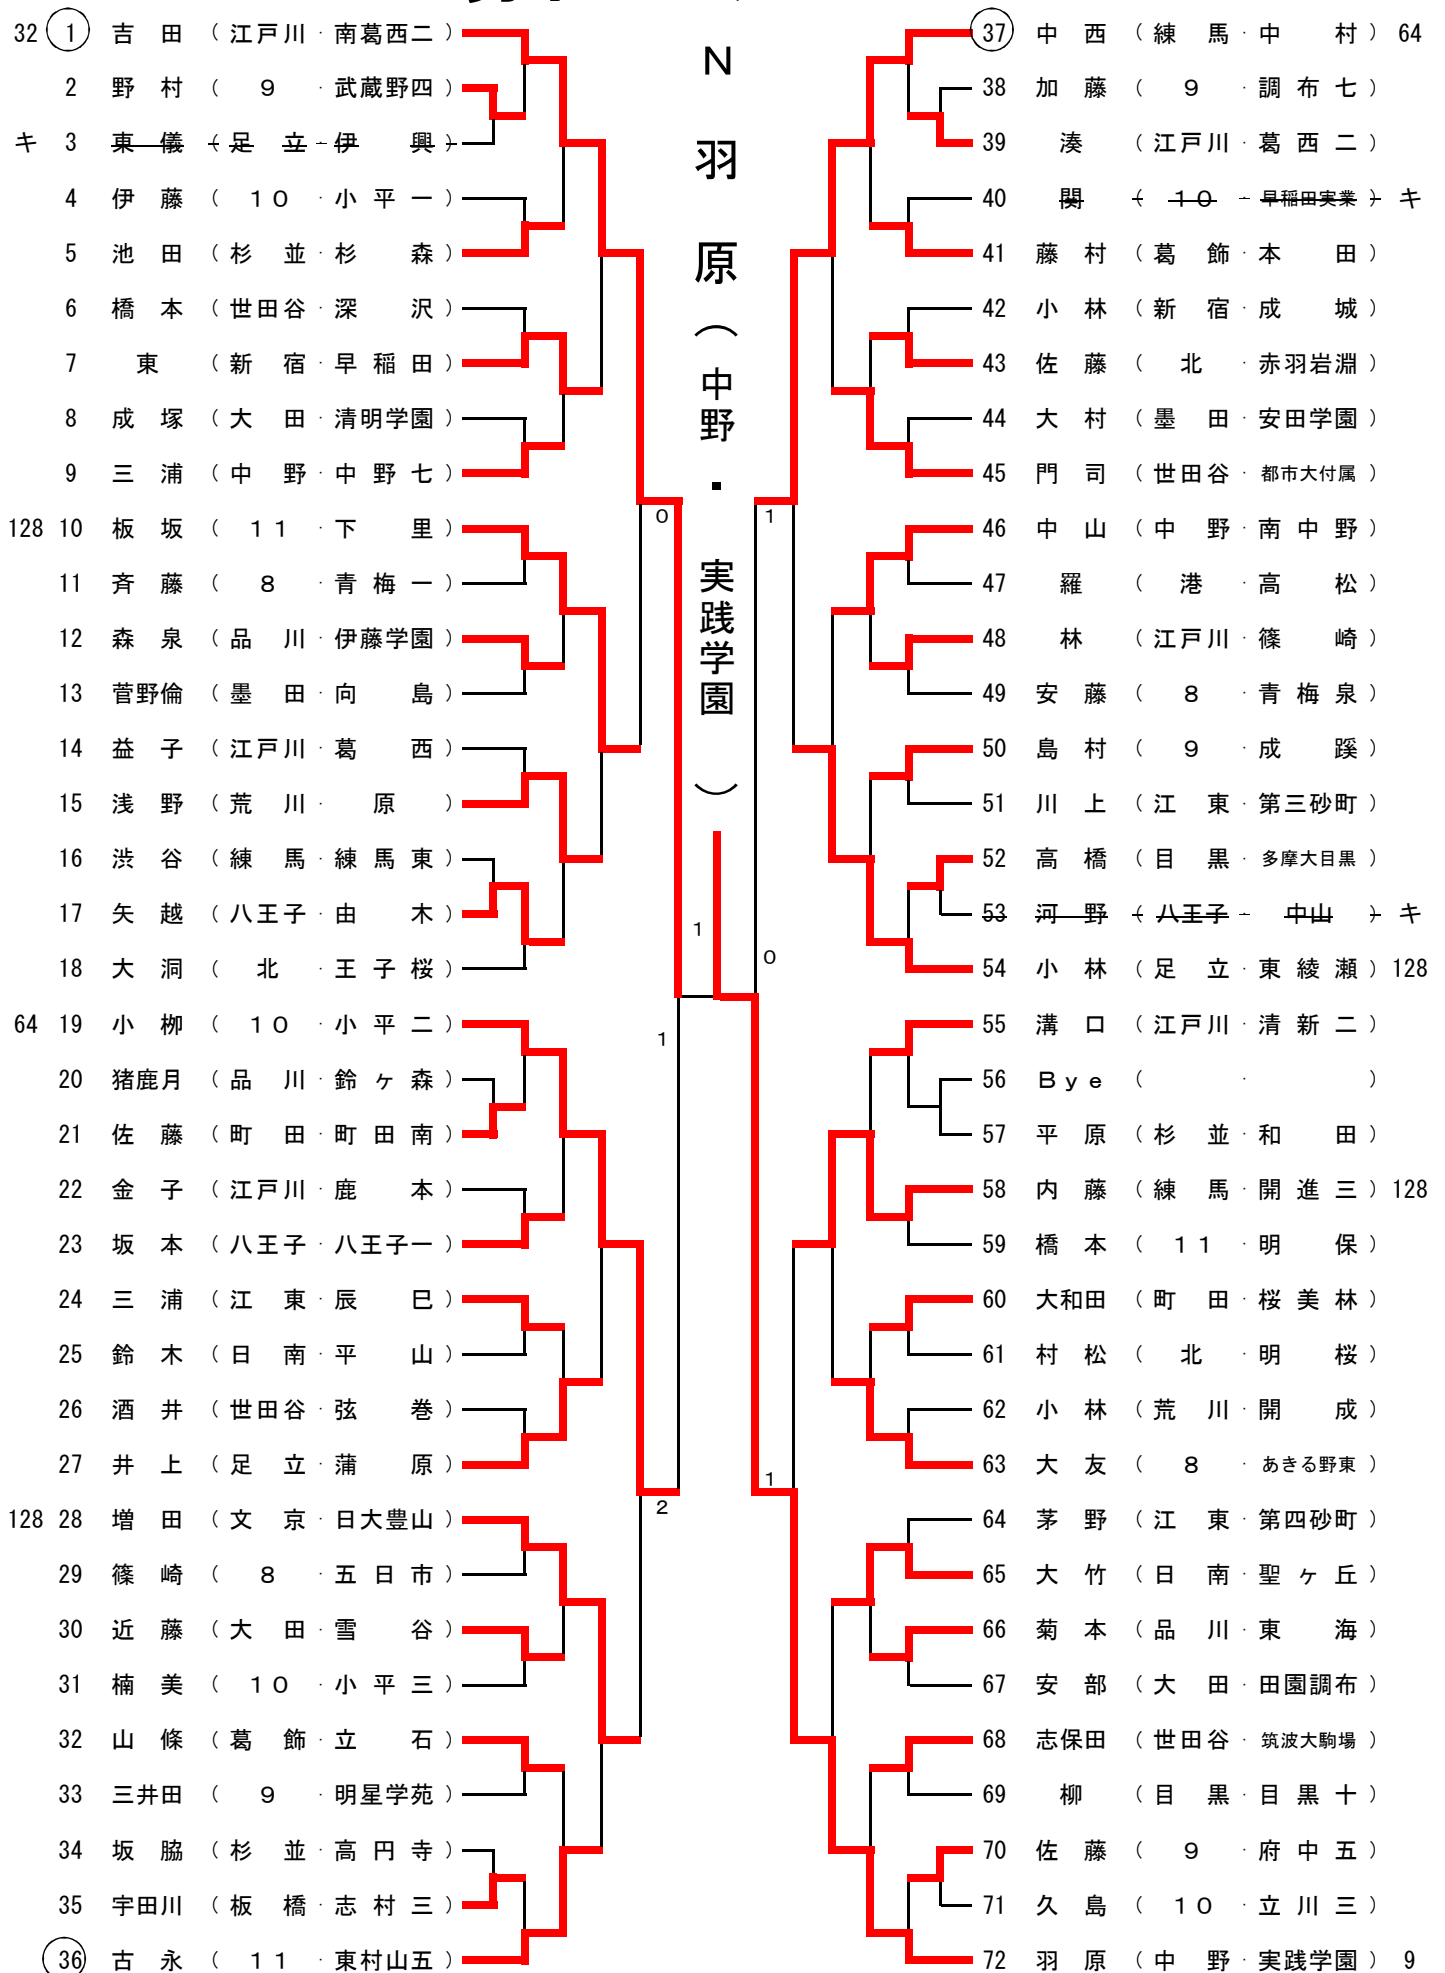 32 1 吉田 (江戸川・南葛西二)
2 野村 (9・武蔵野四)
キ 3 東儀 (足立・伊興)
4 伊藤 (10・小平一)
5 池田 (杉並・杉森)
6 橋本 (世田谷・深沢)
7 東 (新宿・早稲田)
8 成塚 (大田・清明学園)
9 三浦 (中野・中野七)
128 10 板坂 (11・下里)
11 斉藤 (8・青梅一)
12 森泉 (品川・伊藤学園)
13 菅野倫 (墨田・向島)
14 益子 (江戸川・葛西)
15 浅野 (荒川・原)
16 渋谷 (練馬・練馬東)
17 矢越 (八王子・由木)
18 大洞 (北・王子桜)
64 19 小栁 (10・小平二)
20 猪鹿月 (品川・鈴ヶ森)
21 佐藤 (町田・町田南)
22 金子 (江戸川・鹿本)
23 坂本 (八王子・八王子一)
24 三浦 (江東・辰巳)
25 鈴木 (日南・平山)
26 酒井 (世田谷・弦巻)
27 井上 (足立・蒲原)
128 28 増田 (文京・日大豊山)
29 篠崎 (8・五日市)
30 近藤 (大田・雪谷)
31 楠美 (10・小平三)
32 山條 (葛飾・立石)
33 三井田 (9・明星学苑)
34 坂脇 (杉並・高円寺)
35 宇田川 (板橋・志村三)
36 古永 (11・東村山五)
0
1
2
1
N羽原(中野・実践学園)
1
0
1
37 中西 (練馬・中村) 64
38 加藤 (9・調布七)
39 湊 (江戸川・葛西二)
40 関 (10・早稲田実業) キ
41 藤村 (葛飾・本田)
42 小林 (新宿・成城)
43 佐藤 (北・赤羽岩淵)
44 大村 (墨田・安田学園)
45 門司 (世田谷・都市大付属)
46 中山 (中野・南中野)
47 羅 (港・高松)
48 林 (江戸川・篠崎)
49 安藤 (8・青梅泉)
50 島村 (9・成蹊)
51 川上 (江東・第三砂町)
52 高橋 (目黒・多摩大目黒)
53 河野 (八王子・中山) キ
54 小林 (足立・東綾瀬) 128
55 溝口 (江戸川・清新二)
56 Bye (・)
57 平原 (杉並・和田)
58 内藤 (練馬・開進三) 128
59 橋本 (11・明保)
60 大和田 (町田・桜美林)
61 村松 (北・明桜)
62 小林 (荒川・開成)
63 大友 (8・あきる野東)
64 茅野 (江東・第四砂町)
65 大竹 (日南・聖ヶ丘)
66 菊本 (品川・東海)
67 安部 (大田・田園調布)
68 志保田 (世田谷・筑波大駒場)
69 柳 (目黒・目黒十)
70 佐藤 (9・府中五)
71 久島 (10・立川三)
72 羽原 (中野・実践学園) 9